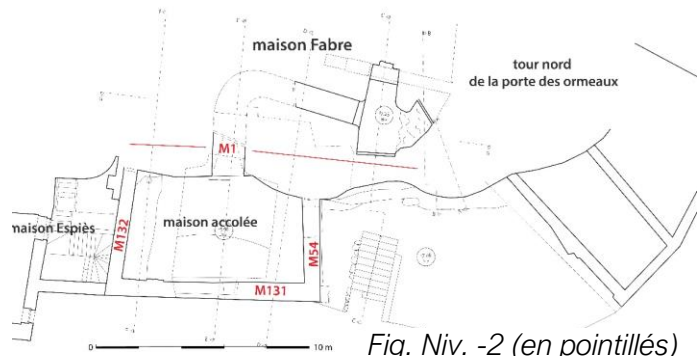 maison Fabre
tour nord
de la porte des ormeaux
M1
maison Espiès
M132
maison accolée
M54
M131
0
10 m
Fig. Niv. -2 (en pointillés)